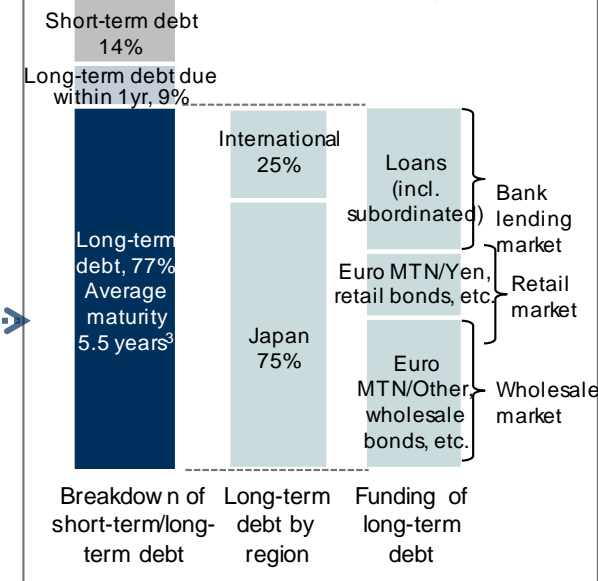 Short-term debt
14%
Long-term debt due
within 1yr, 9%
Long-term
debt, 77%
Average
maturity
5.5 years3
International
25%
Japan
75%
Loans
(incl.
subordinated)
Euro MTN/Yen,
retail bonds, etc.
Euro
MTN/Other,
wholesale
bonds, etc.
Bank
lending
market
Retail
market
Wholesale
market
Breakdown of
short-term/long-
term debt
Long-term
debt by
region
Funding of
long-term
debt